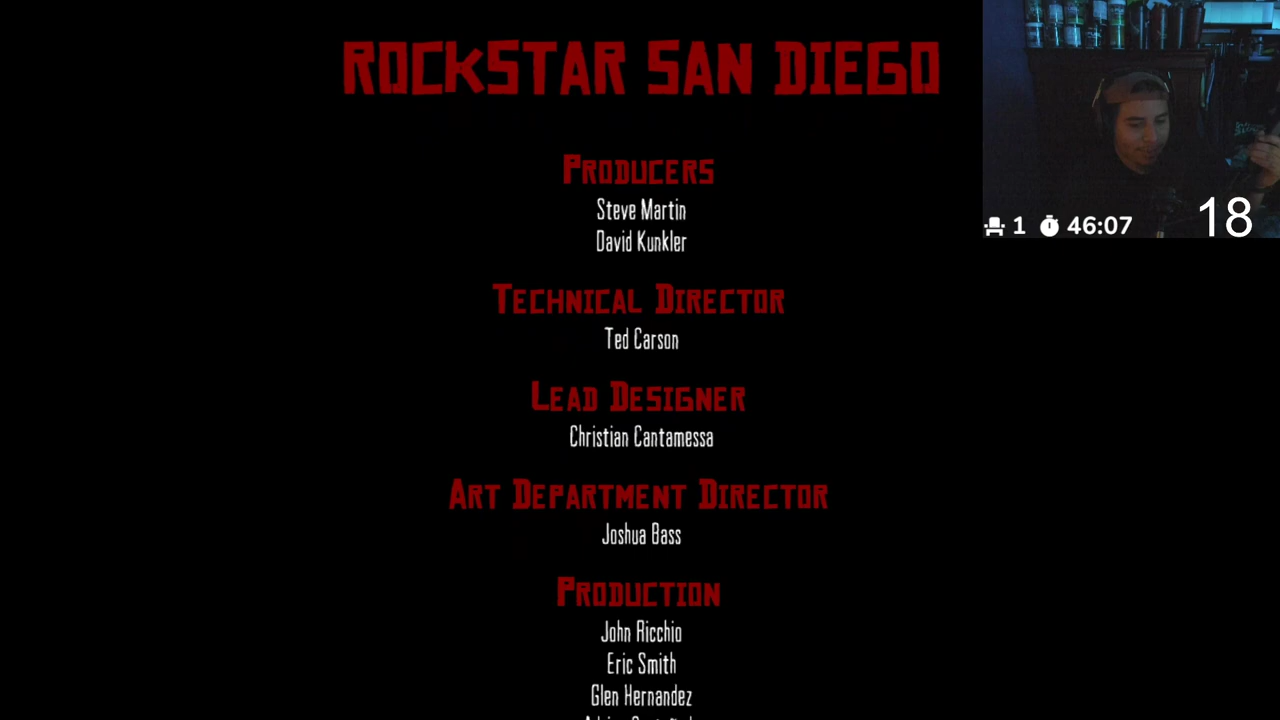 ROCKSTAR SAN DIEGO
PRODUCERS
Steve Martin
David Kunkler
TECHNICAL DIRECTOR
Ted Carson
LEAD DESIGNER
Christian Cantamessa
ART DEPARTMENT DIRECTOR
Joshua Bass
PRODUCTION
John Ricchio
Eric Smith
Glen Hernandez
1 46:07 18